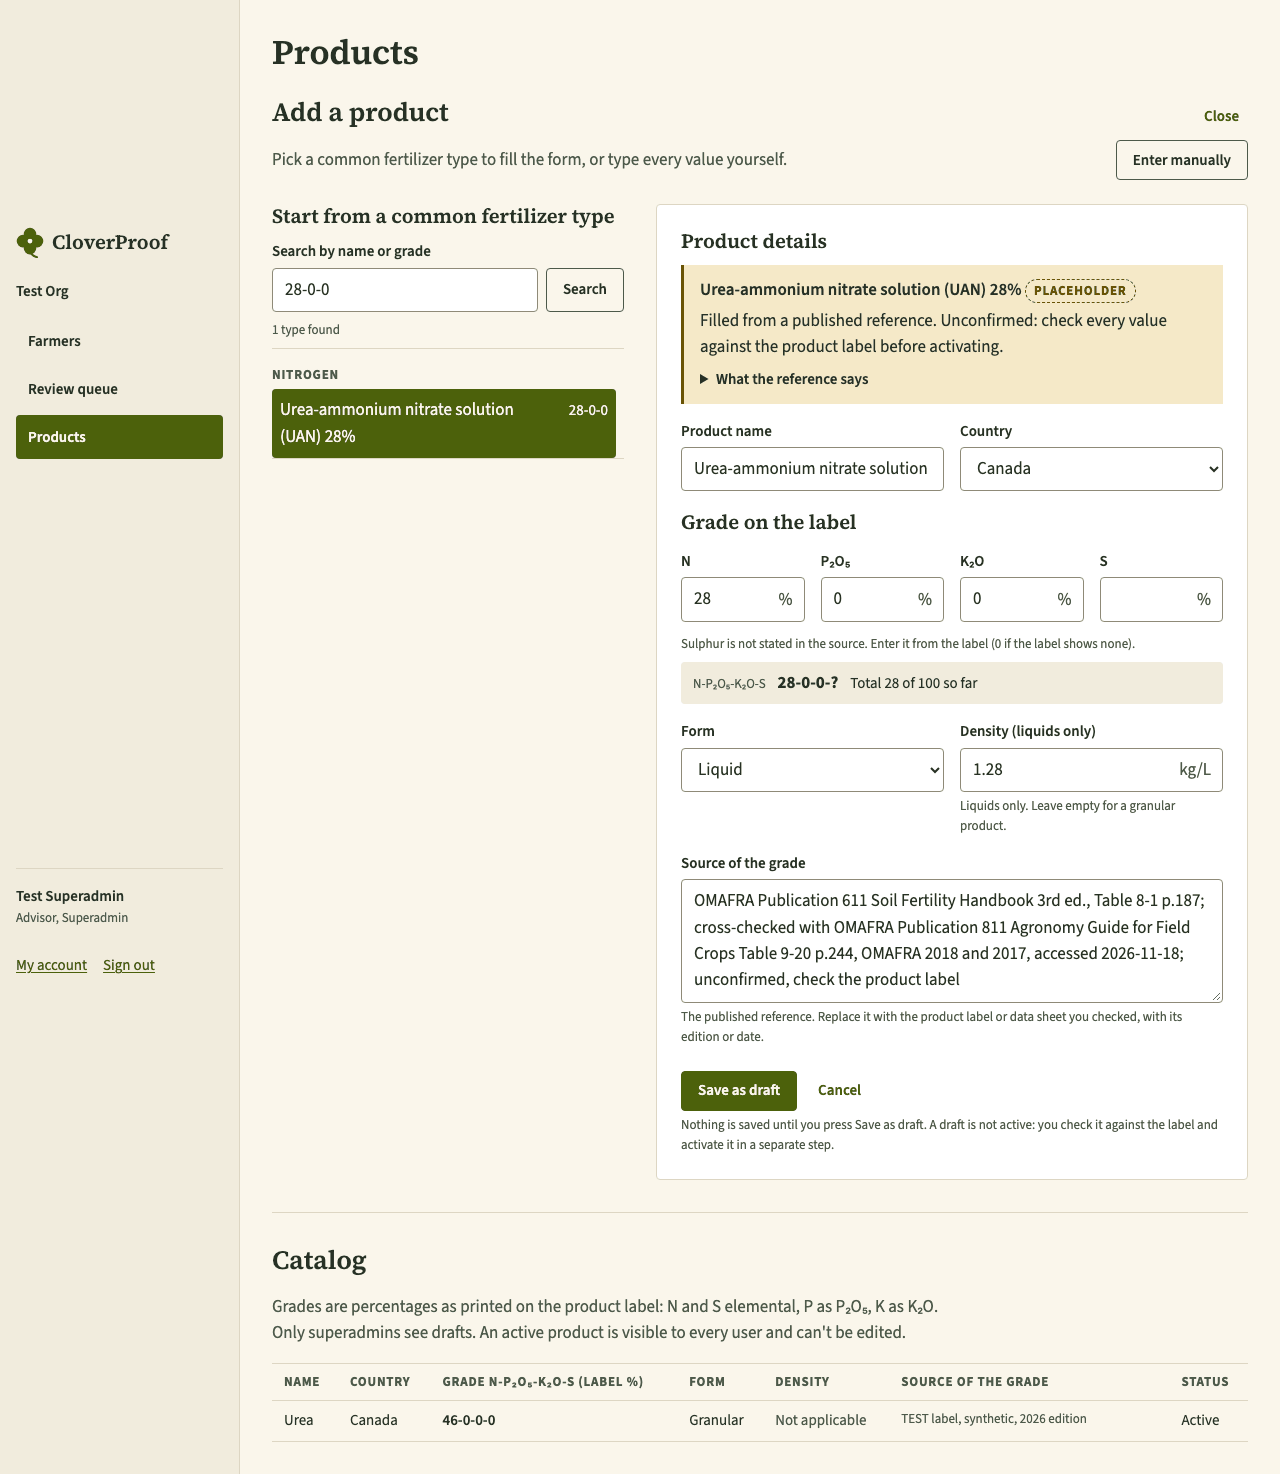 CloverProof
Test Org
Farmers
Review queue
Products
Test Superadmin
Advisor, Superadmin
My account Sign out
Products
Add a product
Close
Pick a common fertilizer type to fill the form, or type every value yourself.
Enter manually
Start from a common fertilizer type
Search by name or grade
28-0-0
Search
1 type found
NITROGEN
Urea-ammonium nitrate solution 28-0-0
(UAN) 28%
Product details
Urea-ammonium nitrate solution (UAN) 28% PLACEHOLDER
Filled from a published reference. Unconfirmed: check every value
against the product label before activating.
What the reference says
Product name Country
Urea-ammonium nitrate solution Canada
Grade on the label
N P₂O₅ K₂O S
28 % 0 % 0 % %
Sulphur is not stated in the source. Enter it from the label (0 if the label shows none).
N-P₂O₅-K₂O-S 28-0-0-? Total 28 of 100 so far
Form Density (liquids only)
Liquid 1.28 kg/L
Liquids only. Leave empty for a granular
product.
Source of the grade
OMAFRA Publication 611 Soil Fertility Handbook 3rd ed., Table 8-1 p.187;
cross-checked with OMAFRA Publication 811 Agronomy Guide for Field
Crops Table 9-20 p.244, OMAFRA 2018 and 2017, accessed 2026-11-18;
unconfirmed, check the product label
The published reference. Replace it with the product label or data sheet you checked, with its
edition or date.
Save as draft Cancel
Nothing is saved until you press Save as draft. A draft is not active: you check it against the label and
activate it in a separate step.
Catalog
Grades are percentages as printed on the product label: N and S elemental, P as P₂O₅, K as K₂O.
Only superadmins see drafts. An active product is visible to every user and can't be edited.
NAME COUNTRY GRADE N-P₂O₅-K₂O-S (LABEL %) FORM DENSITY SOURCE OF THE GRADE STATUS
Urea Canada 46-0-0-0 Granular Not applicable TEST label, synthetic, 2026 edition Active